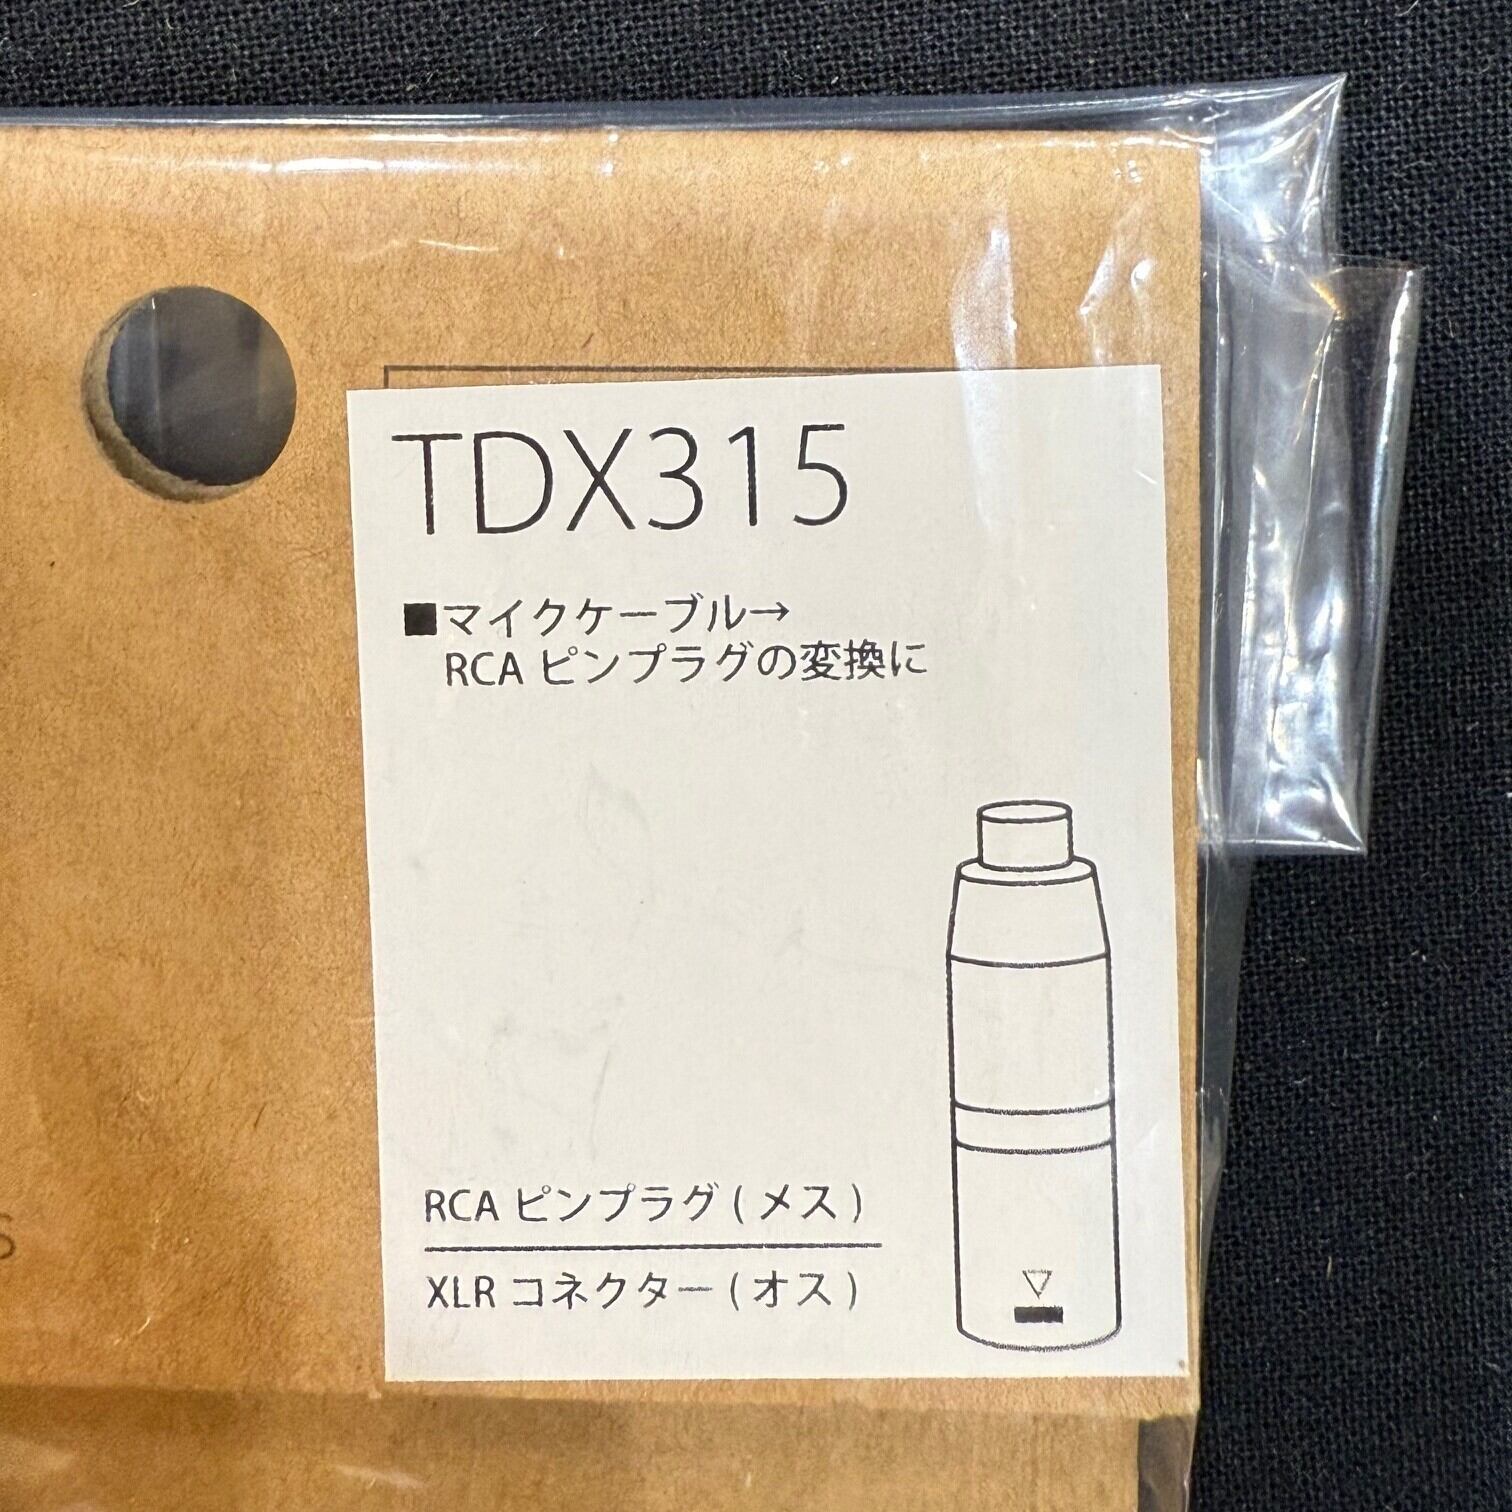 TDX315
■マイクケーブル→
RCA ピンプラグの変換に
RCA ピンプラグ(メス)
XLR コネクター(オス)